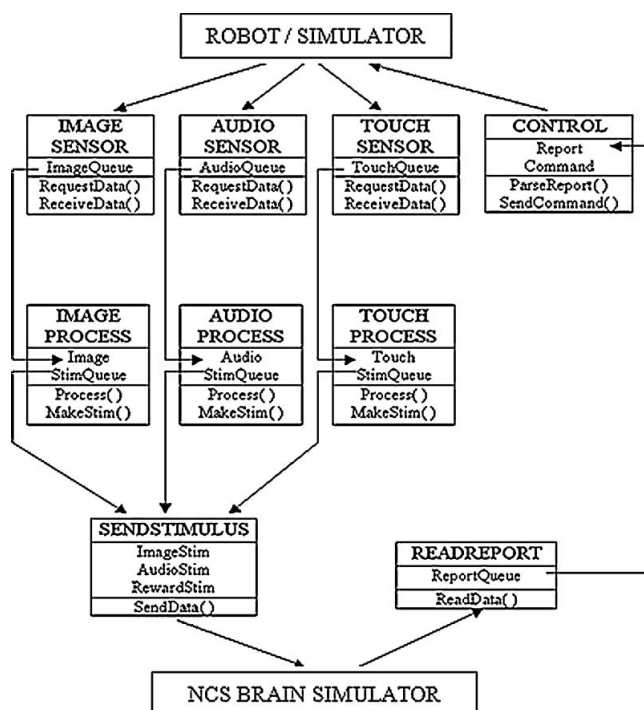 ROBOT / SIMULATOR
IMAGE
SENSOR
ImageQueue
RequestData()
ReceiveData()
AUDIO
SENSOR
AudioQueue
RequestData()
ReceiveData()
TOUCH
SENSOR
TouchQueue
RequestData()
ReceiveData()
CONTROL
Report
Command
ParseReport()
SendCommand()
IMAGE
PROCESS
Image
StimQueue
Process()
MakeStim()
AUDIO
PROCESS
Audio
StimQueue
Process()
MakeStim()
TOUCH
PROCESS
Touch
StimQueue
Process()
MakeStim()
SENDSTIMULUS
ImageStim
AudioStim
RewardStim
SendData()
READREPORT
ReportQueue
ReadData()
NCS BRAIN SIMULATOR